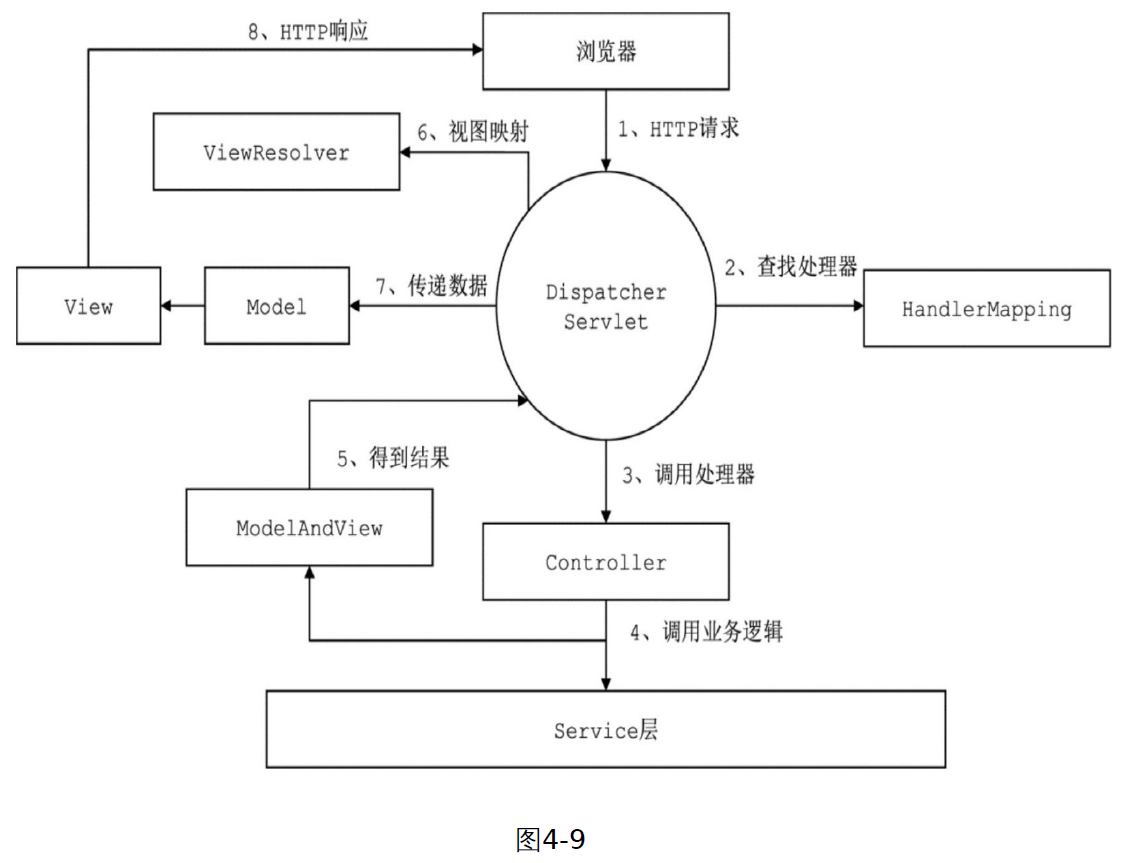 8、HTTP响应
浏览器
1、HTTP请求
6、视图映射
ViewResolver
2、查找处理器
7、传递数据
View
Model
Dispatcher
Servlet
HandlerMapping
5、得到结果
3、调用处理器
ModelAndView
Controller
4、调用业务逻辑
Service层
图4-9